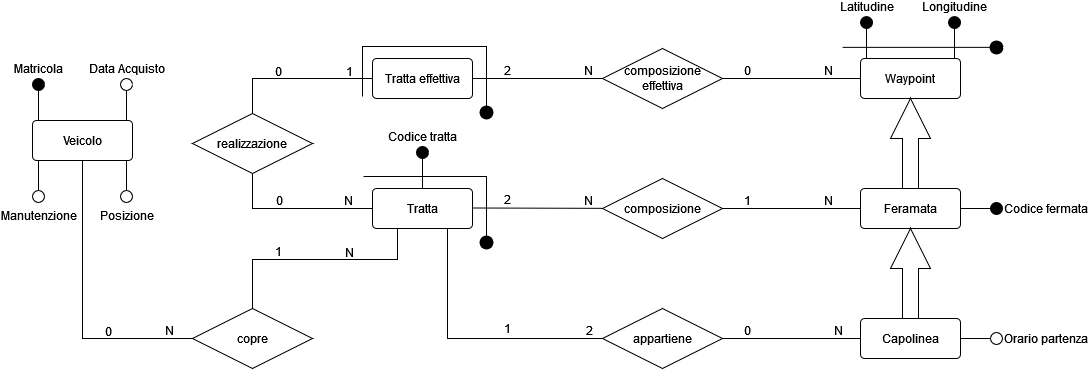 Latitudine Longitudine
Matricola Data Acquisto 0 1 Tratta effettiva 2 N composizione 0 N Waypoint
effettiva
Veicolo realizzazione Codice tratta
Manutenzione Posizione 0 N Tratta 2 N composizione 1 N Feramata Codice fermata
1 N
0 N copre 1 2 appartiene 0 N Capolinea Orario partenza